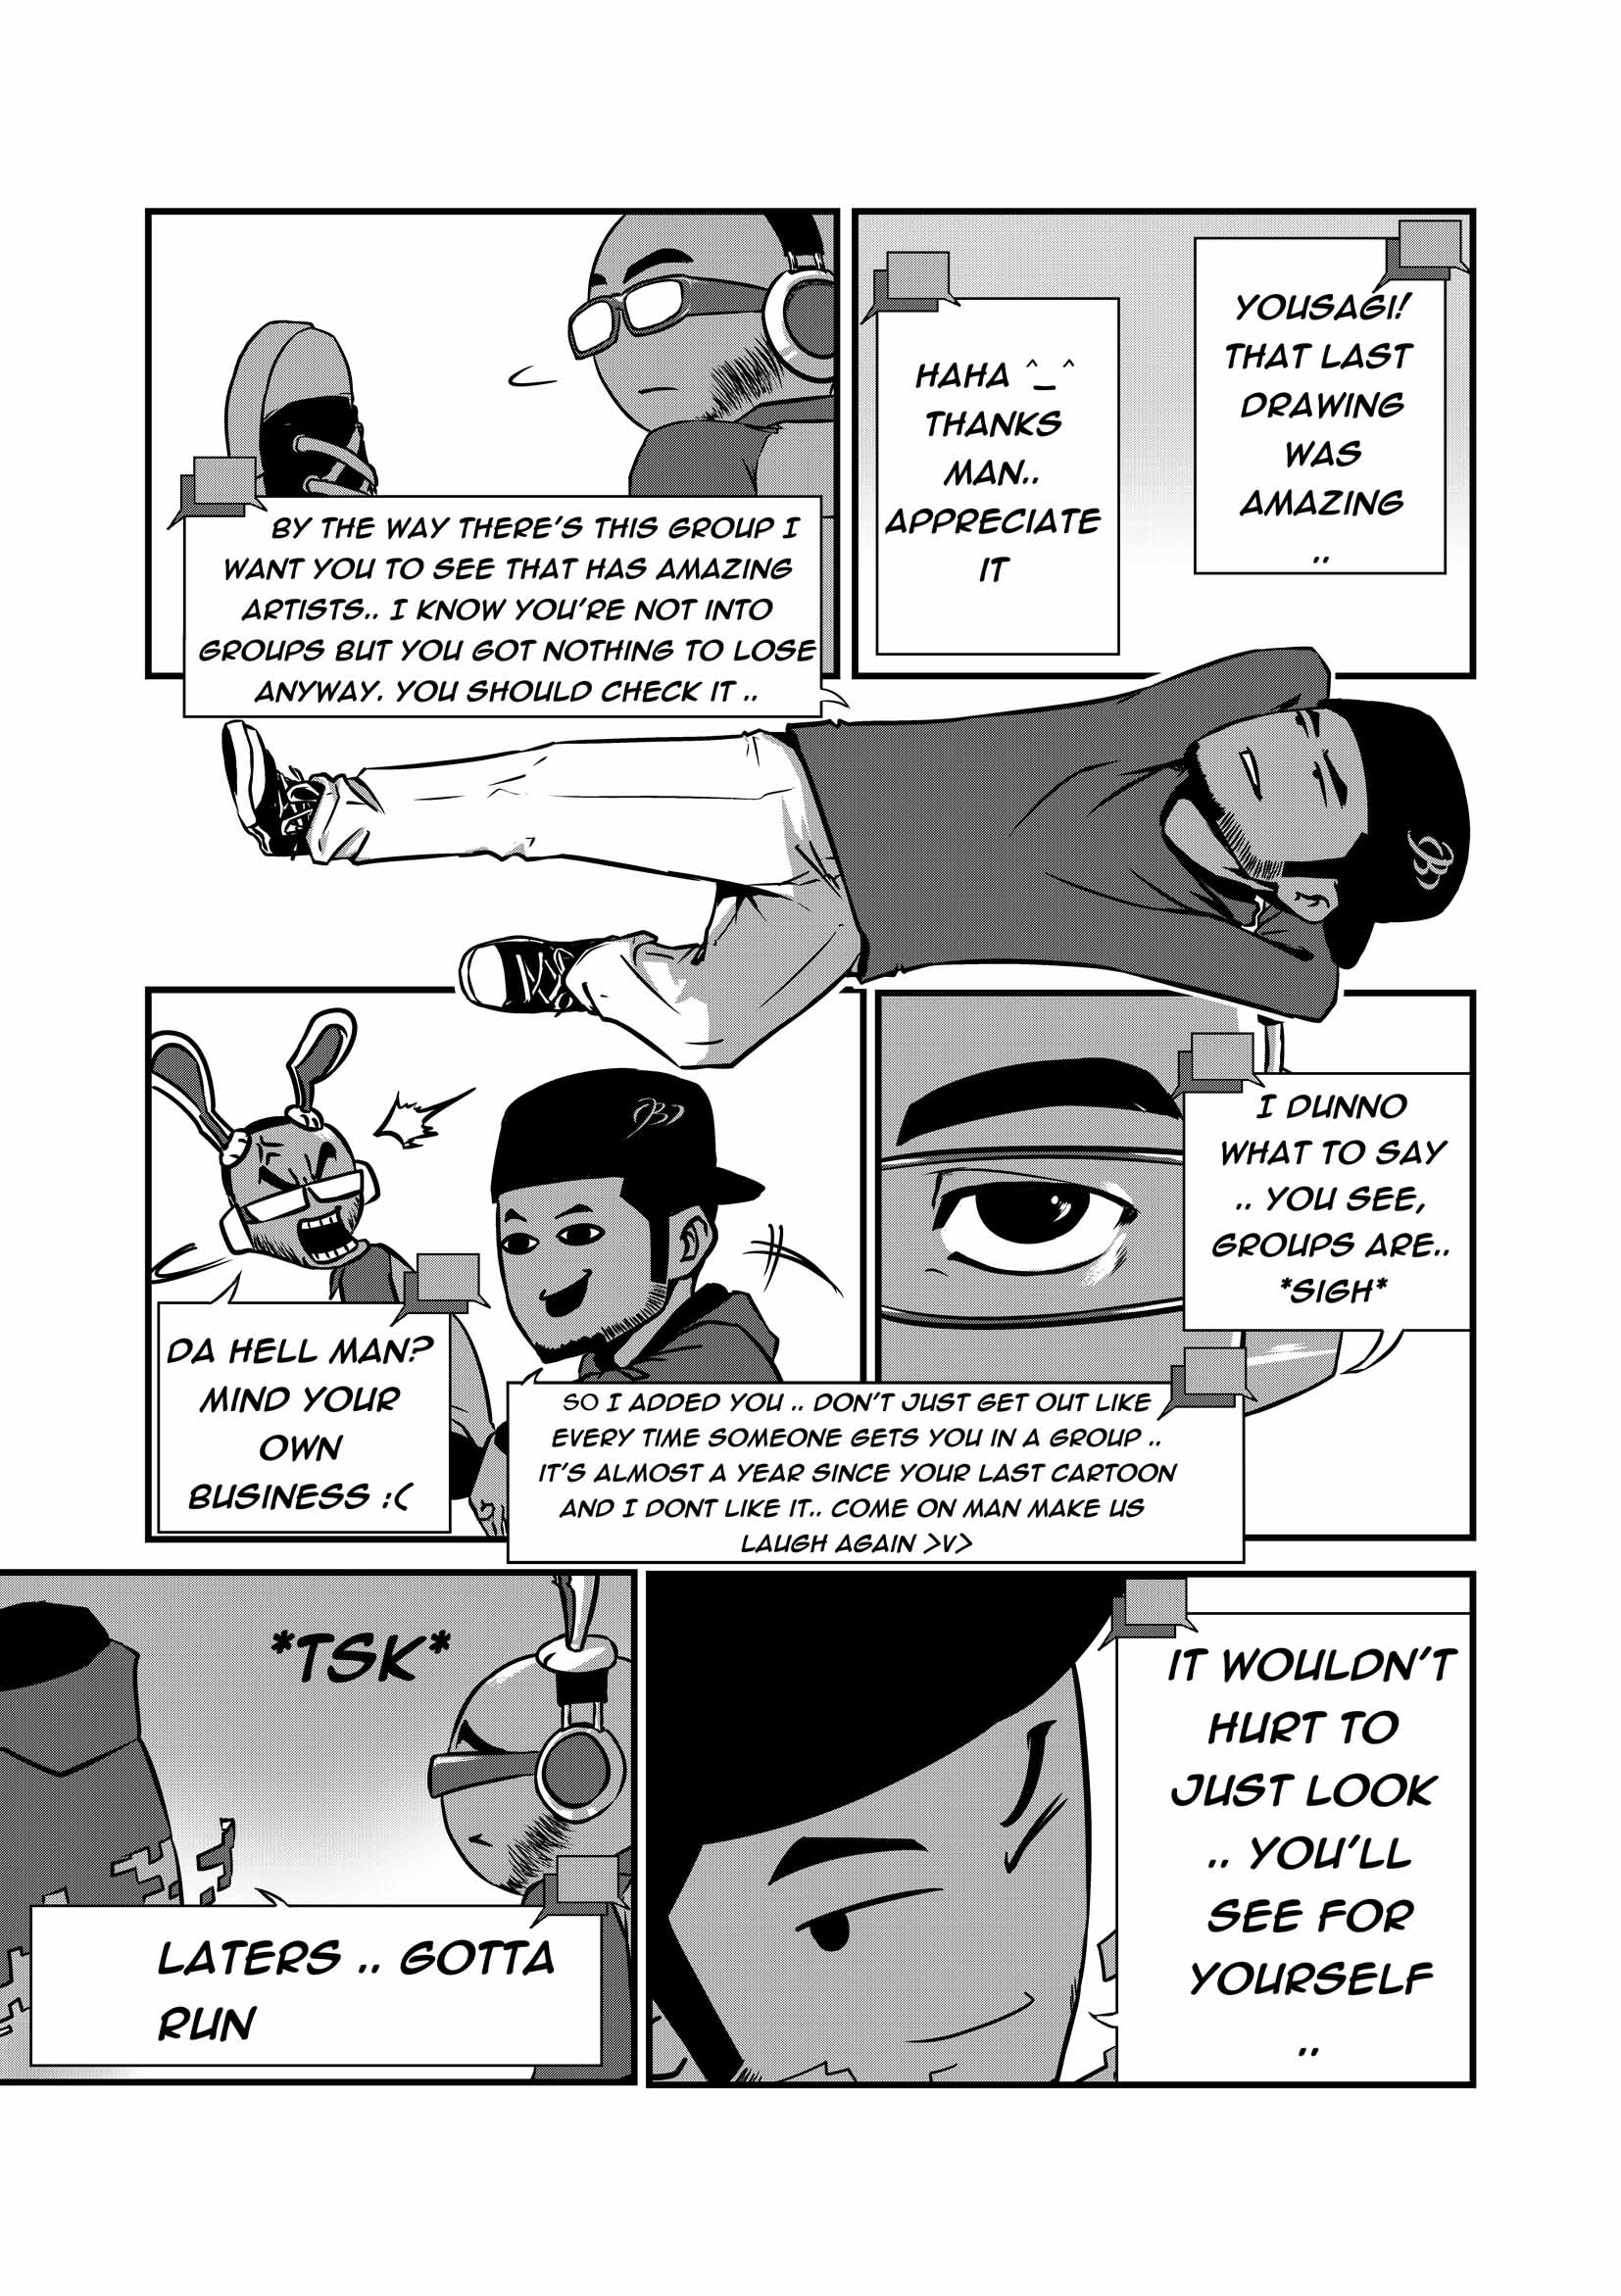 YOUSAGI!
THAT LAST
DRAWING
WAS
AMAZING
..
HAHA ^_^
THANKS
MAN..
APPRECIATE
IT
BY THE WAY THERE'S THIS GROUP I
WANT YOU TO SEE THAT HAS AMAZING
ARTISTS.. I KNOW YOU'RE NOT INTO
GROUPS BUT YOU GOT NOTHING TO LOSE
ANYWAY. YOU SHOULD CHECK IT ..
I DUNNO
WHAT TO SAY
.. YOU SEE,
GROUPS ARE..
*SIGH*
SO I ADDED YOU .. DON'T JUST GET OUT LIKE
EVERY TIME SOMEONE GETS YOU IN A GROUP ..
IT'S ALMOST A YEAR SINCE YOUR LAST CARTOON
AND I DONT LIKE IT.. COME ON MAN MAKE US
LAUGH AGAIN >V>
DA HELL MAN?
MIND YOUR
OWN
BUSINESS :(
IT WOULDN'T
HURT TO
JUST LOOK
.. YOU'LL
SEE FOR
YOURSELF
..
*TSK*
LATERS .. GOTTA
RUN